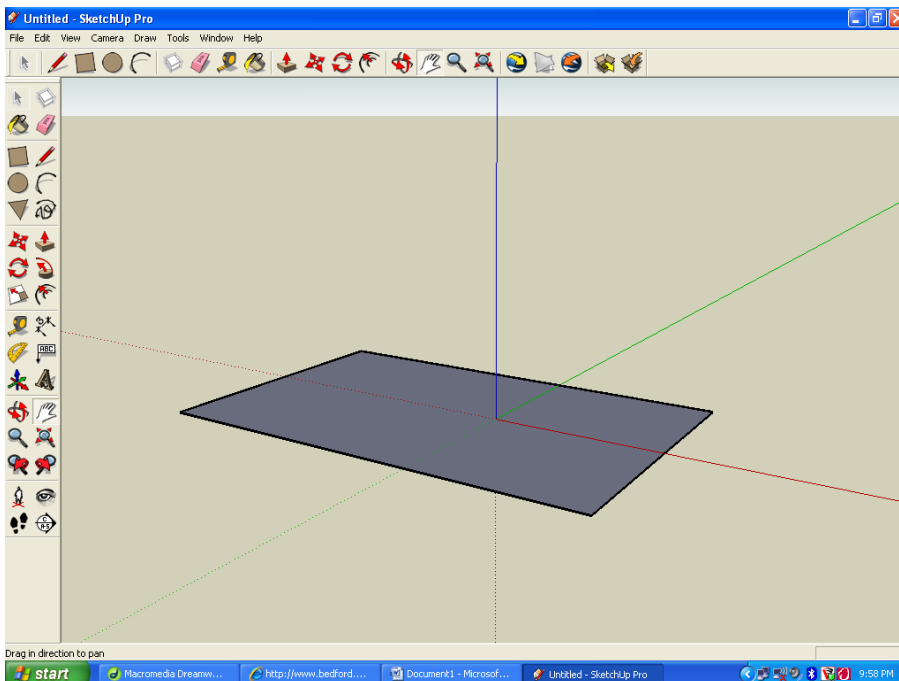 Untitled - SketchUp Pro
File Edit View Camera Draw Tools Window Help
ABC
Drag in direction to pan
start Macromedia Dreamw... http://www.bedford.... Document1 - Microsof... Untitled - SketchUp Pro 9:58 PM